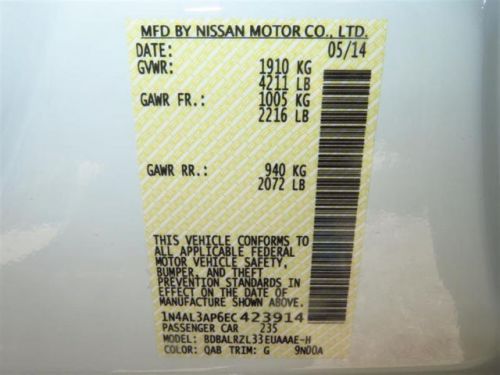 MFD BY NISSAN MOTOR CO., LTD.
DATE: 05/14
GVWR: 1910 KG
4211 LB
GAWR FR.: 1005 KG
2216 LB
GAWR RR.: 940 KG
2072 LB
THIS VEHICLE CONFORMS TO
ALL APPLICABLE FEDERAL
MOTOR VEHICLE SAFETY,
BUMPER, AND THEFT
PREVENTION STANDARDS IN
EFFECT ON THE DATE OF
MANUFACTURE SHOWN ABOVE.
1N4AL3AP6EC423914
PASSENGER CAR 235
MODEL: BDBALRZL33EUAAAE-H
COLOR: QAB TRIM: G 9N00A